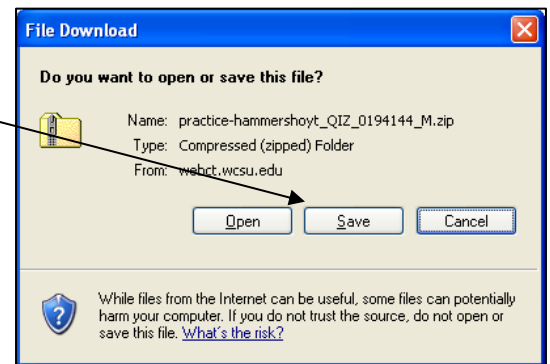 File Download
Do you want to open or save this file?
Name: practice-hammershoyt_QIZ_0194144_M.zip
Type: Compressed (zipped) Folder
From: webct.wcsu.edu
Open Save Cancel
While files from the Internet can be useful, some files can potentially
harm your computer. If you do not trust the source, do not open or
save this file. What's the risk?